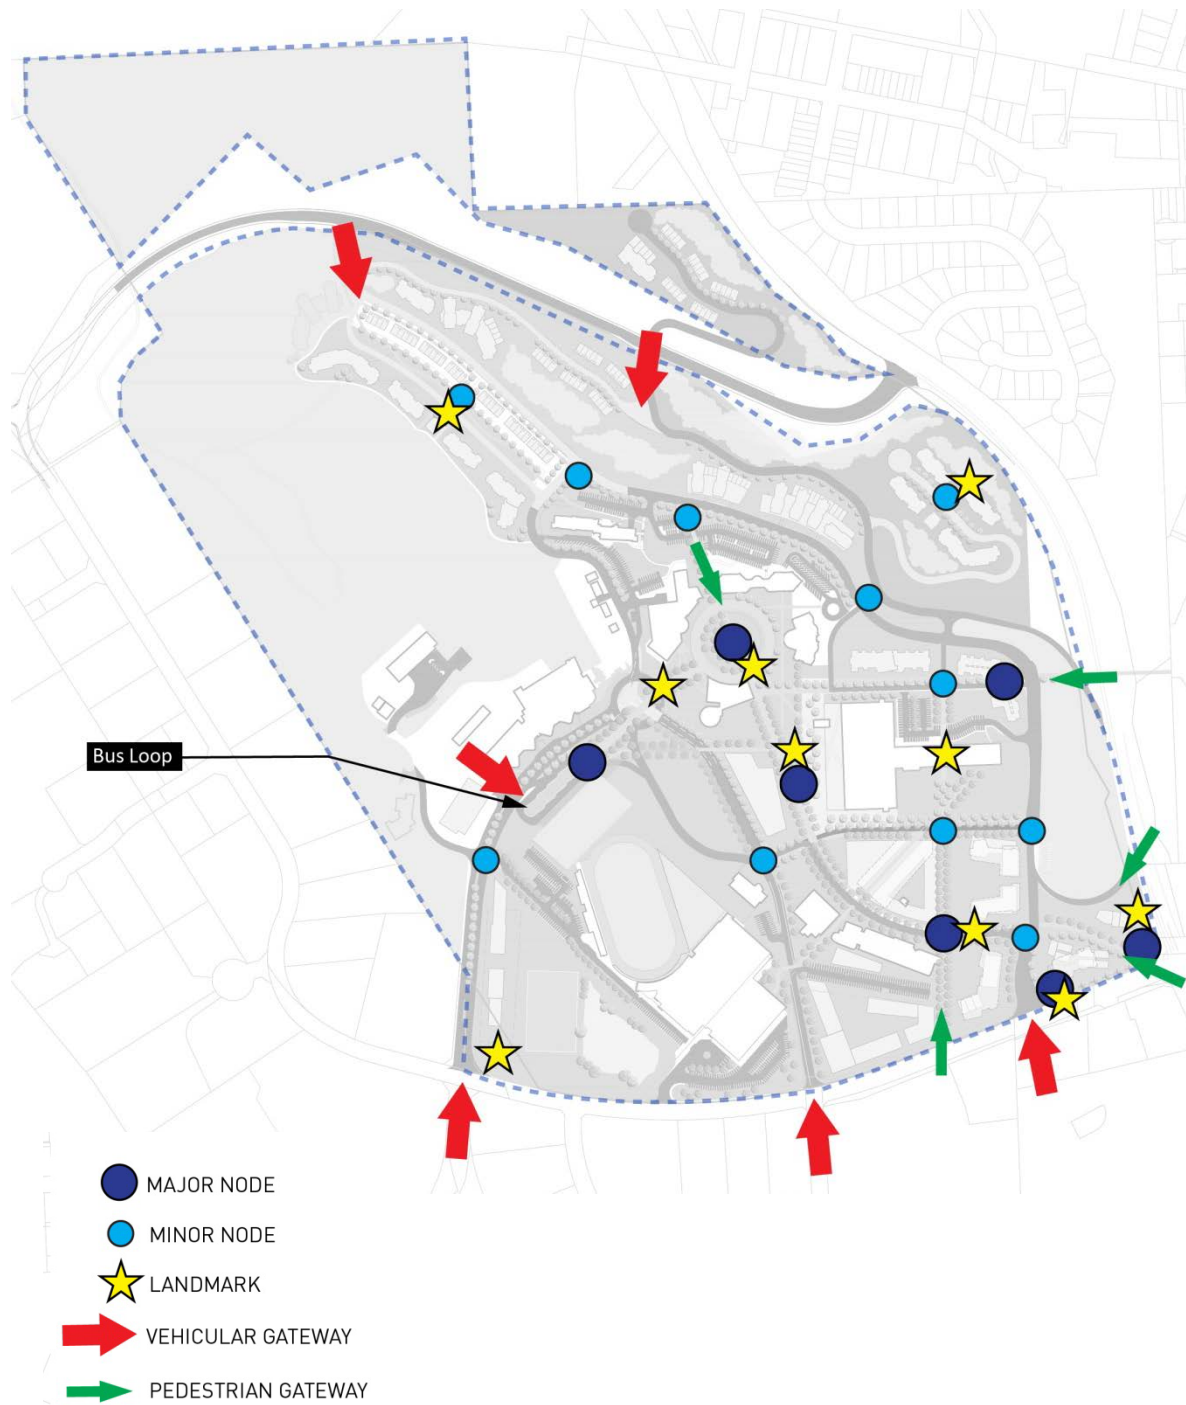 Bus Loop
MAJOR NODE
MINOR NODE
LANDMARK
VEHICULAR GATEWAY
PEDESTRIAN GATEWAY